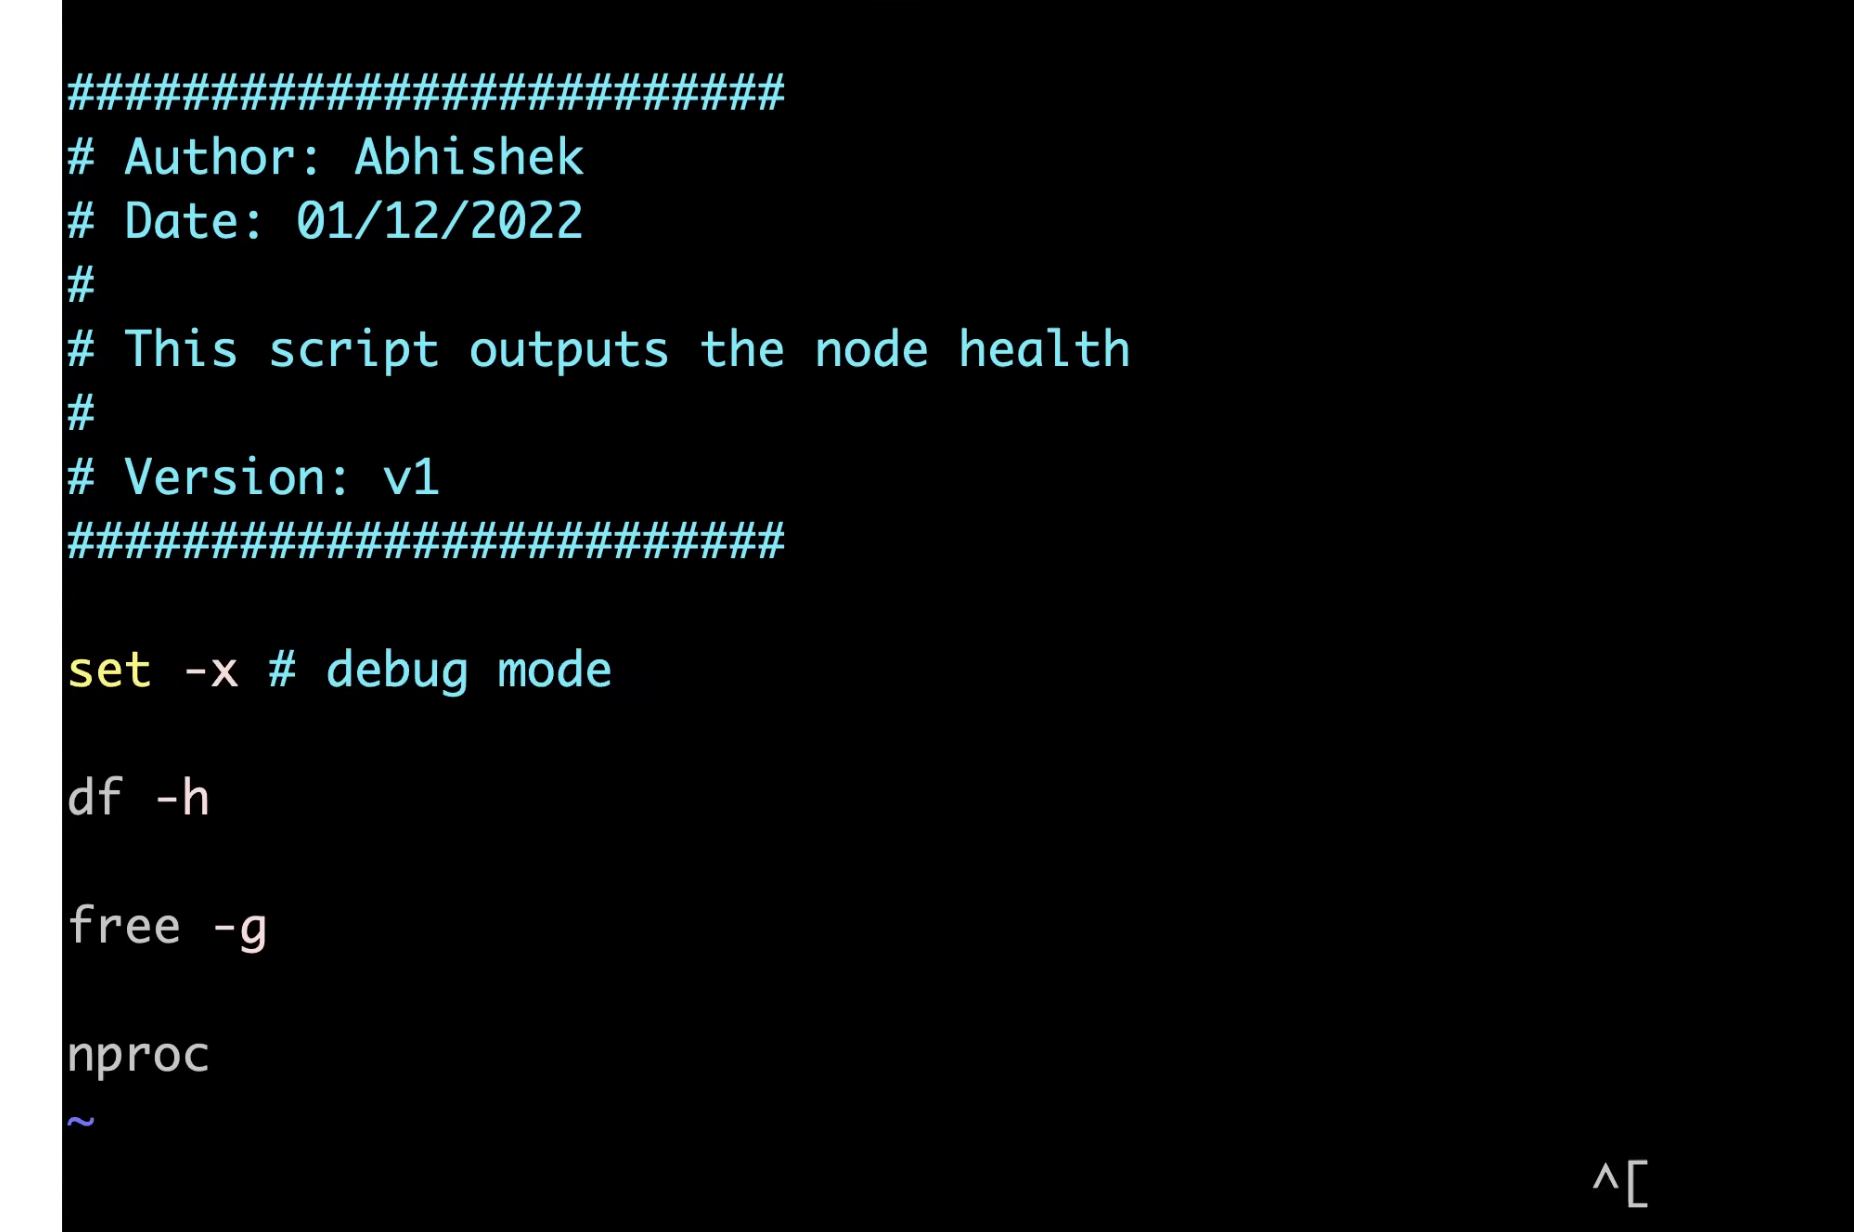 #########################
# Author: Abhishek
# Date: 01/12/2022
#
# This script outputs the node health
#
# Version: v1
#########################
set -x # debug mode
df -h
free -g
nproc
~
^[